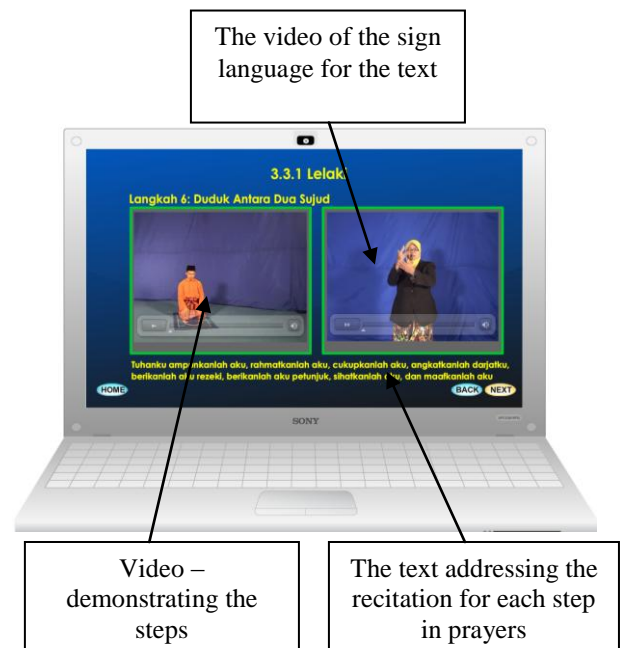 The video of the sign
language for the text
3.3.1 Lelaki
Langkah 6: Duduk Antara Dua Sujud
Tuhanku ampunkanlah aku, rahmatkanlah aku, cukupkanlah aku, angkatkanlah darjatku,
berikanlah aku rezeki, berikanlah aku petunjuk, sihatkanlah aku, dan maafkanlah aku
HOME
BACK
NEXT
SONY
Video –
demonstrating the
steps
The text addressing the
recitation for each step
in prayers